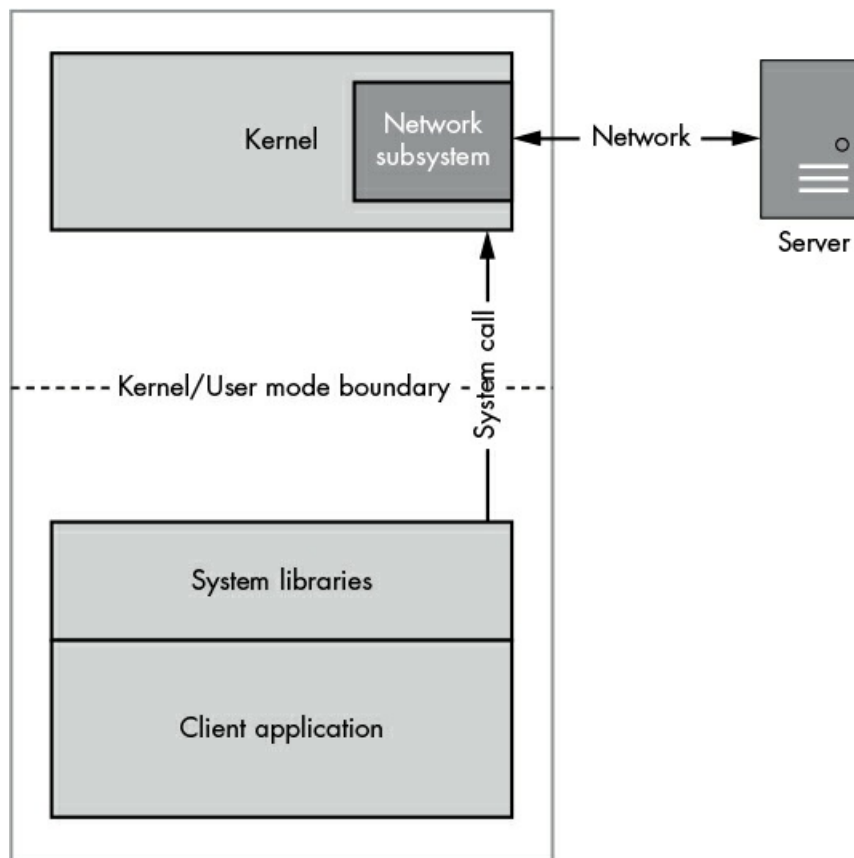 Kernel
Network
subsystem
Network
Server
System call
Kernel/User mode boundary
System libraries
Client application